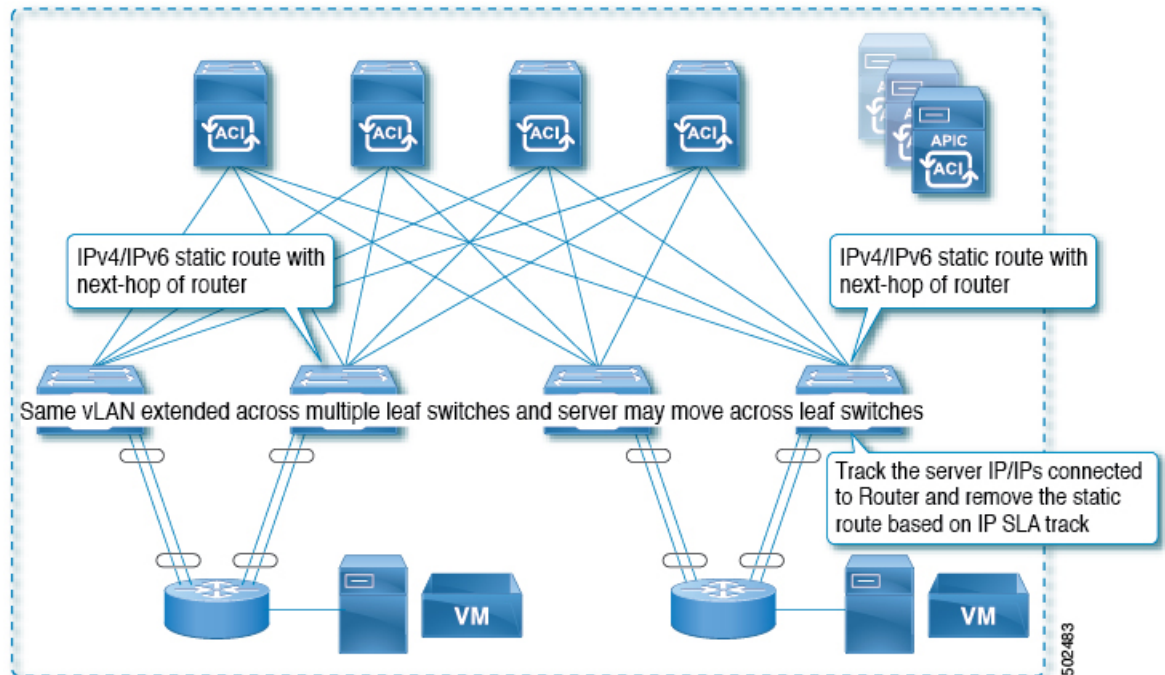 ACI
ACI
ACI
ACI
APIC
ACI
IPv4/IPv6 static route with
next-hop of router
IPv4/IPv6 static route with
next-hop of router
Same vLAN extended across multiple leaf switches and server may move across leaf switches
Track the server IP/IPs connected
to Router and remove the static
route based on IP SLA track
VM
VM
502483